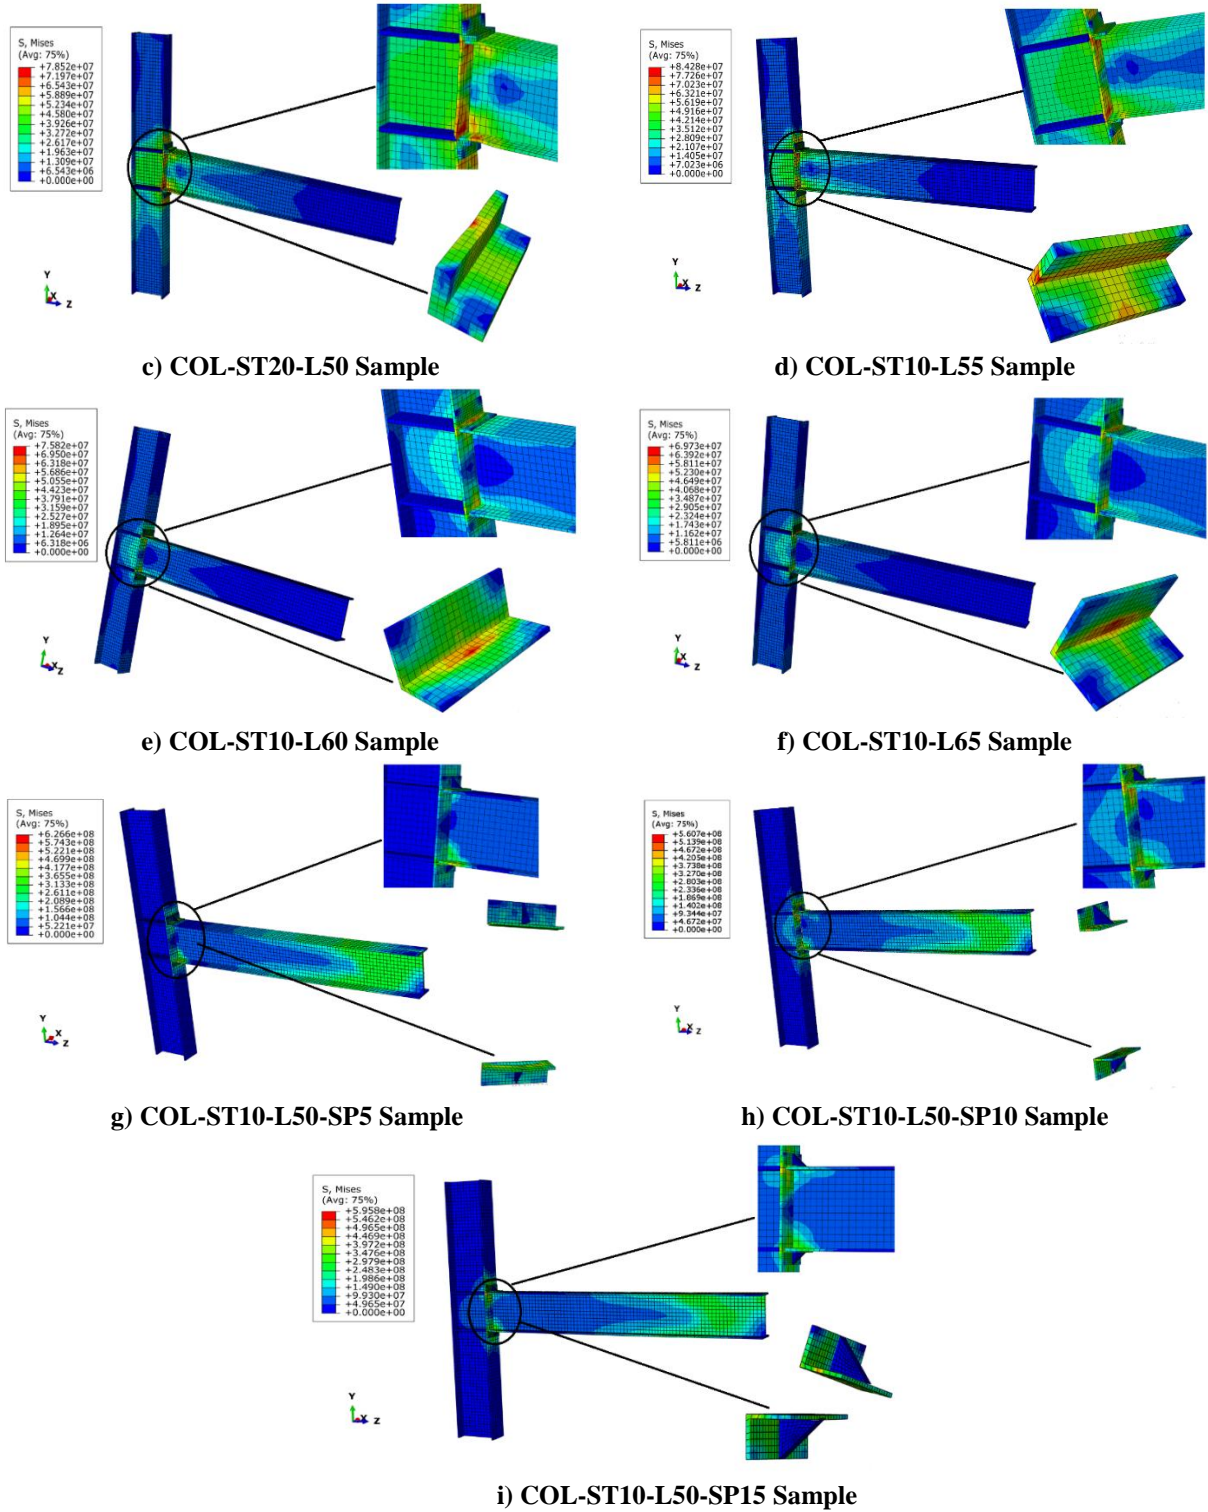 S, Mises
(Avg: 75%)
+7.852e+07
+7.197e+07
+6.543e+07
+5.889e+07
+5.234e+07
+4.580e+07
+3.926e+07
+3.272e+07
+2.617e+07
+1.963e+07
+1.309e+07
+6.543e+06
+0.000e+00
Y
X
Z
c) COL-ST20-L50 Sample
S, Mises
(Avg: 75%)
+8.428e+07
+7.726e+07
+7.023e+07
+6.321e+07
+5.619e+07
+4.916e+07
+4.214e+07
+3.512e+07
+2.809e+07
+2.107e+07
+1.405e+07
+7.023e+06
+0.000e+00
Y
X
Z
d) COL-ST10-L55 Sample
S, Mises
(Avg: 75%)
+7.582e+07
+6.950e+07
+6.318e+07
+5.686e+07
+5.055e+07
+4.423e+07
+3.791e+07
+3.159e+07
+2.527e+07
+1.895e+07
+1.264e+07
+6.318e+06
+0.000e+00
Y
X
Z
e) COL-ST10-L60 Sample
S, Mises
(Avg: 75%)
+6.973e+07
+6.392e+07
+5.811e+07
+5.230e+07
+4.649e+07
+4.068e+07
+3.487e+07
+2.905e+07
+2.324e+07
+1.743e+07
+1.162e+07
+5.811e+06
+0.000e+00
Y
X
Z
f) COL-ST10-L65 Sample
S, Mises
(Avg: 75%)
+6.266e+08
+5.743e+08
+5.221e+08
+4.699e+08
+4.177e+08
+3.655e+08
+3.133e+08
+2.611e+08
+2.089e+08
+1.566e+08
+1.044e+08
+5.221e+07
+0.000e+00
Y
X
Z
g) COL-ST10-L50-SP5 Sample
S, Mises
(Avg: 75%)
+5.607e+08
+5.139e+08
+4.672e+08
+4.205e+08
+3.738e+08
+3.270e+08
+2.803e+08
+2.336e+08
+1.869e+08
+1.402e+08
+9.344e+07
+4.672e+07
+0.000e+00
Y
X
Z
h) COL-ST10-L50-SP10 Sample
S, Mises
(Avg: 75%)
+5.958e+08
+5.462e+08
+4.965e+08
+4.469e+08
+3.972e+08
+3.476e+08
+2.979e+08
+2.483e+08
+1.986e+08
+1.490e+08
+9.930e+07
+4.965e+07
+0.000e+00
Y
X
Z
i) COL-ST10-L50-SP15 Sample